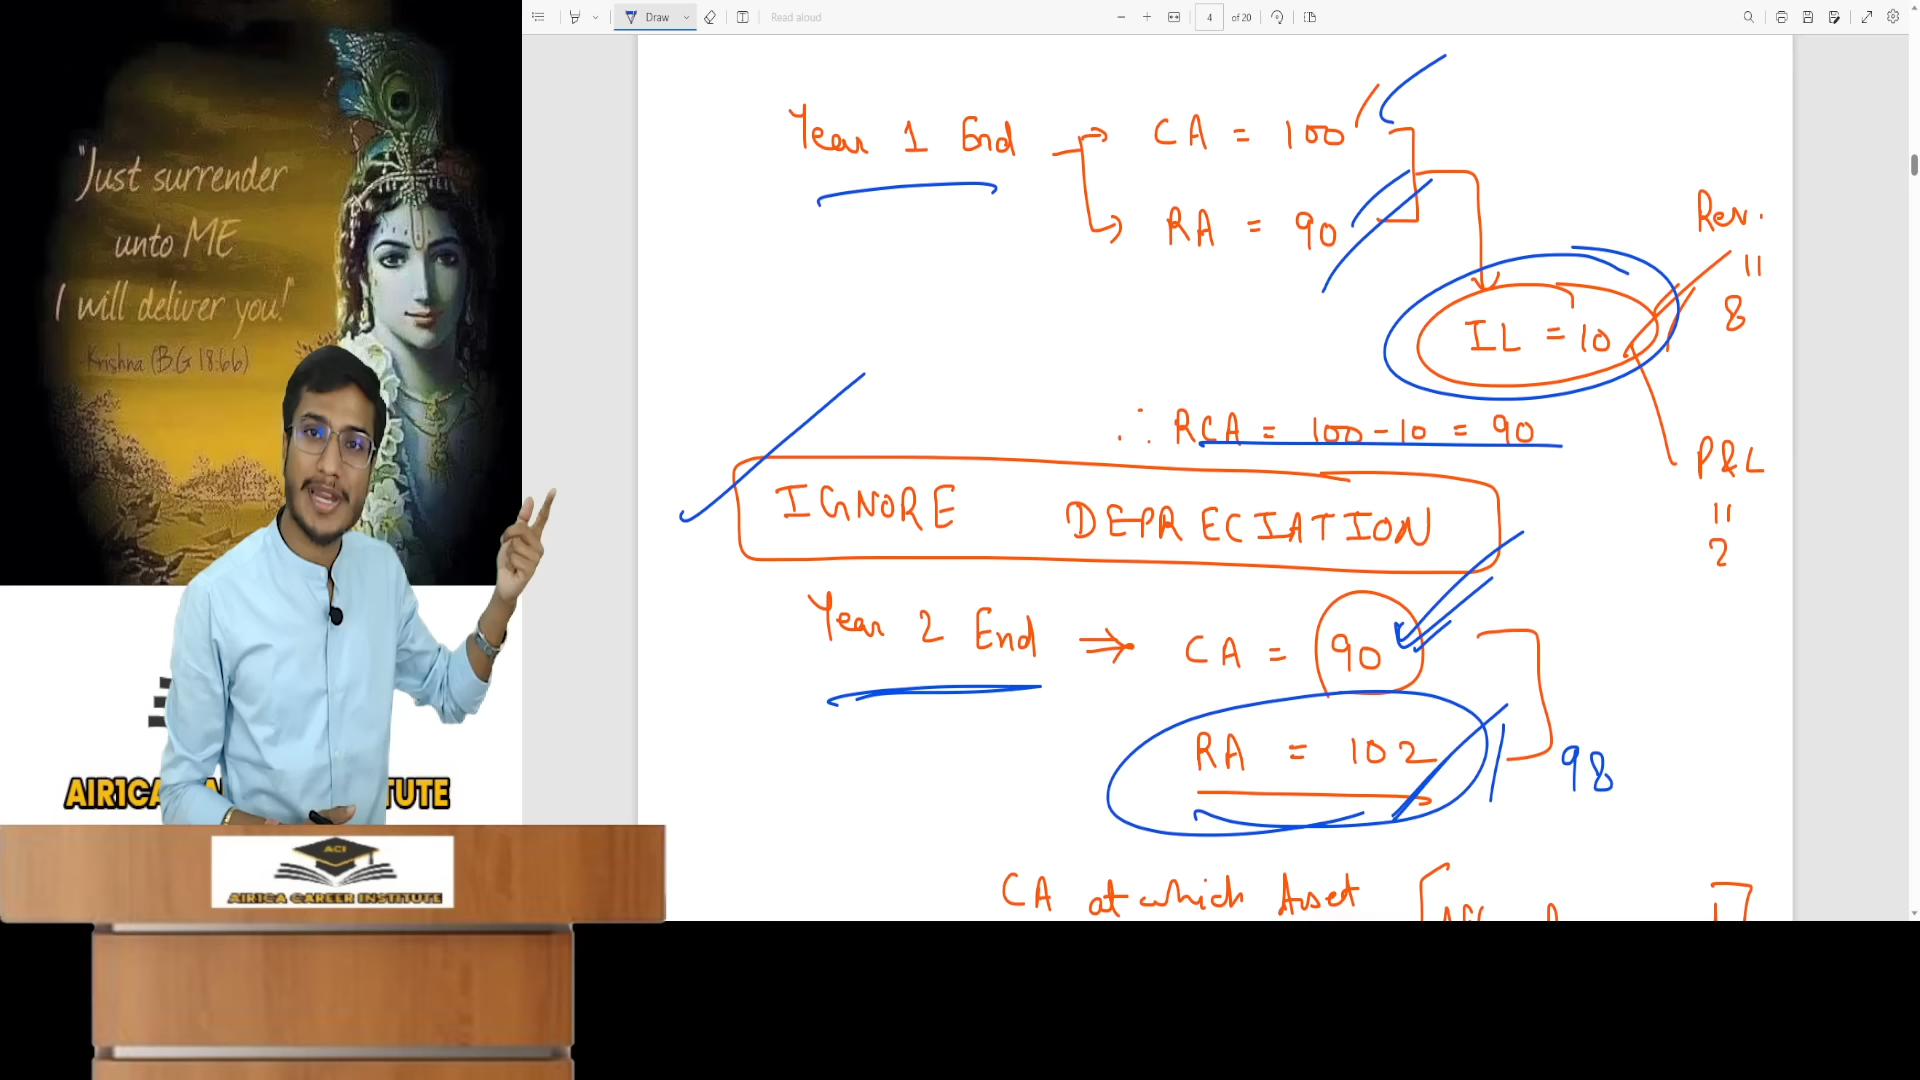 Draw
Read aloud
4 of 20
"Just surrender
unto ME
I will deliver you!"
- Krishna (B.G 18:66)
Year 1 End → CA = 100
→ RA = 90
IL = 10
Rev.
11
8
∴ RCA = 100 - 10 = 90
P&L
11
2
IGNORE DEPRECIATION
Year 2 End ⇒ CA = 90
RA = 102
98
CA at which Asset
ACI
AIR1CA CAREER INSTITUTE